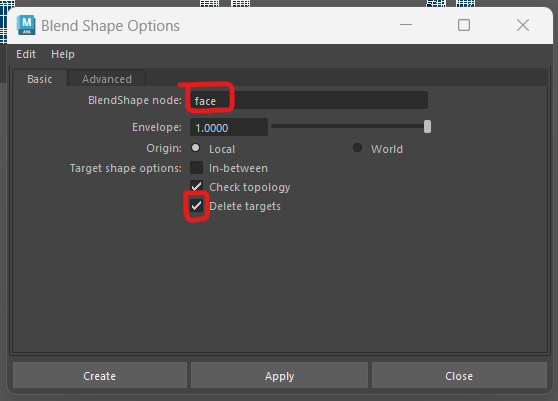 Blend Shape Options
Edit Help
Basic Advanced
BlendShape node: face
Envelope: 1.0000
Origin: Local World
Target shape options: In-between
Check topology
Delete targets
Create Apply Close